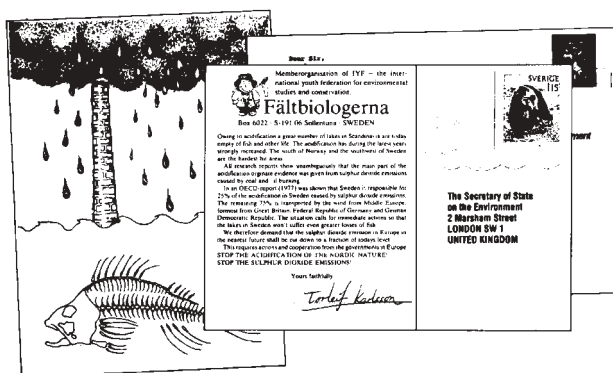 Dear Sir,
Memberorganisation of IYF – the inter-
national youth federation for environmental
studies and conservation.
Fältbiologerna
Box 6022 · S-191 06 Sollentuna · SWEDEN
Owing to acidification a great number of lakes in Scandinavia are today
empty of fish and other life. The acidification has during the latest years
strongly increased. The south of Norway and the southwest of Sweden
are the hardest hit areas.
All research reports show unambiguously that the main part of the
acidification originate evidence was given from sulphur dioxide emissions
caused by coal and oil burning.
In an OECD-report (1977) was shown that Sweden is responsible for
25% of the acidification in Sweden caused by sulphur dioxide emissions.
The remaining 75% is transported by the wind from Middle Europe,
foremost from Great Britain, Federal Republic of Germany and German
Democratic Republic. The situation calls for immediate actions so that
the lakes in Sweden won't suffer even greater losses of fish.
We therefore demand that the sulphur dioxide emission in Europe in
the nearest future shall be cut down to a fraction of todays level.
This requires actions and cooperation from the governments in Europe
STOP THE ACIDIFICATION OF THE NORDIC NATURE!
STOP THE SULPHUR DIOXIDE EMISSIONS!
Yours faithfully
Torleif Karlsson
SVERIGE
115
The Secretary of State
on the Environment
2 Marsham Street
LONDON SW 1
UNITED KINGDOM